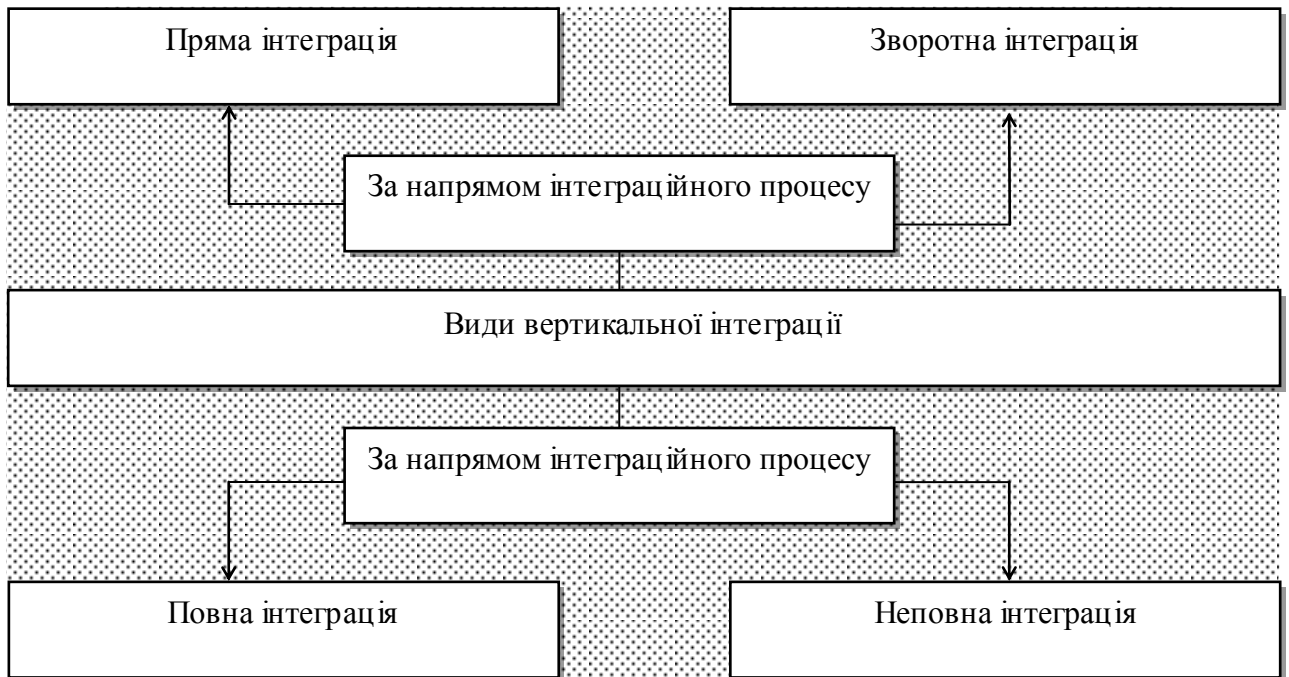 Пряма інтеграція
Зворотна інтеграція
За напрямом інтеграційного процесу
Види вертикальної інтеграції
За напрямом інтеграційного процесу
Повна інтеграція
Неповна інтеграція